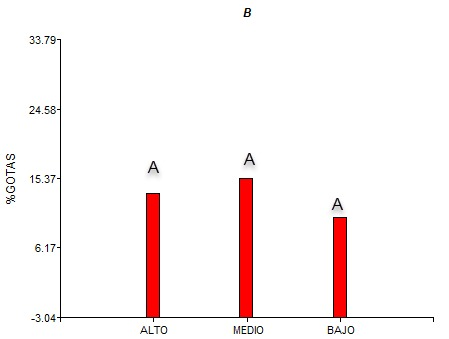 B
33.79
24.58
15.37
6.17
-3.04
%GOTAS
A
A
A
ALTO MEDIO BAJO